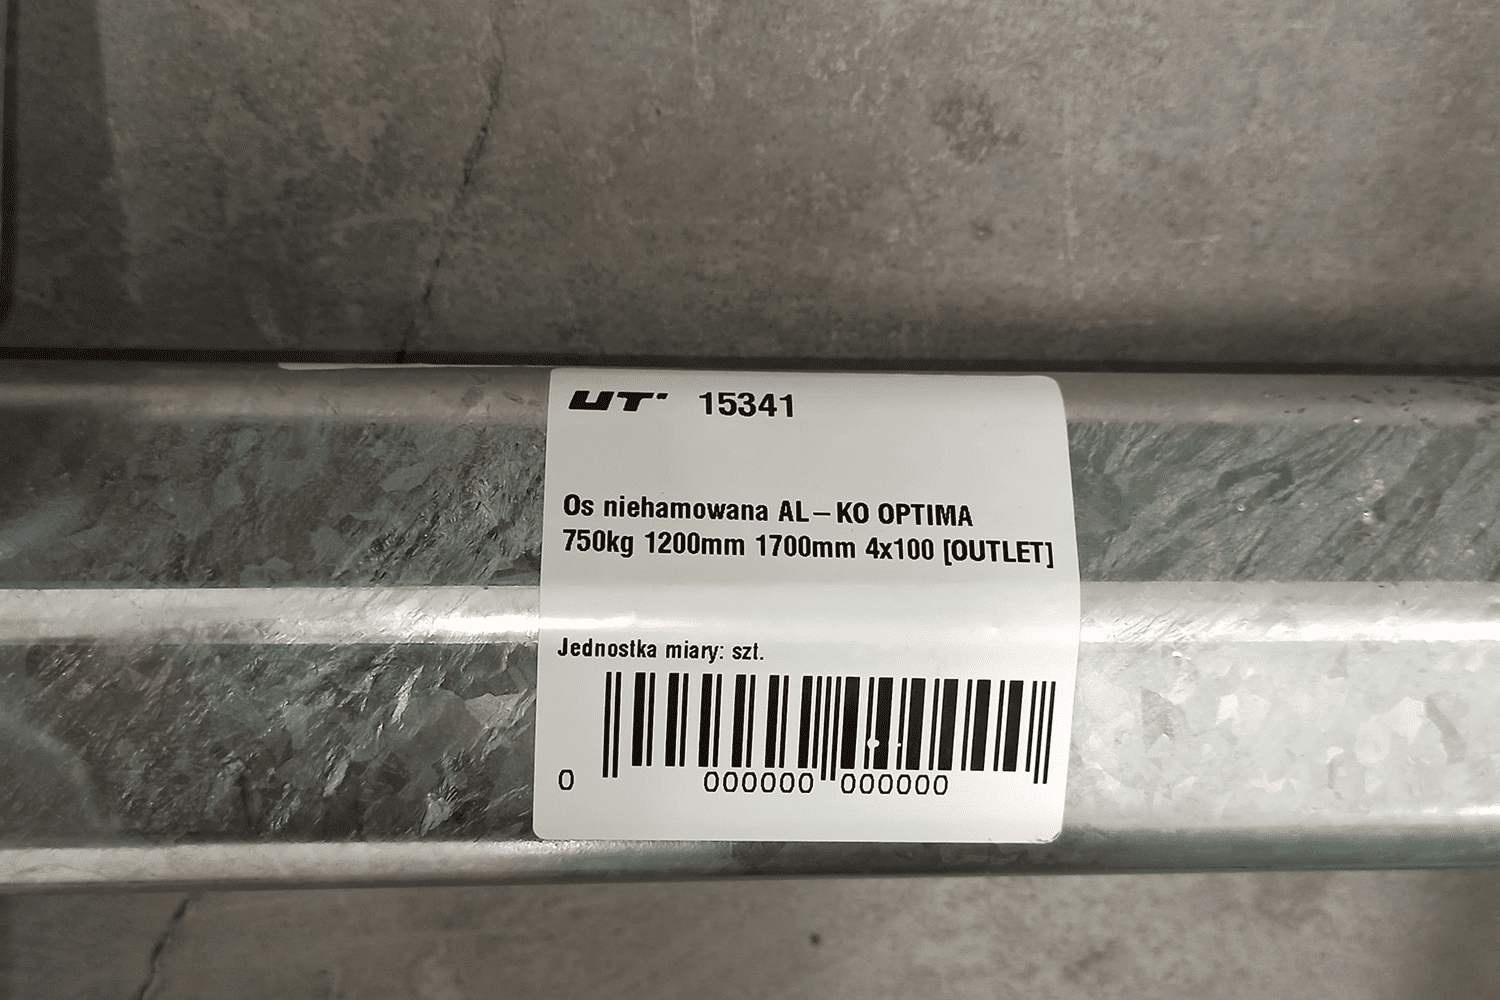 UT 15341
Os niehamowana AL–KO OPTIMA
750kg 1200mm 1700mm 4x100 [OUTLET]
Jednostka miary: szt.
0 000000 000000